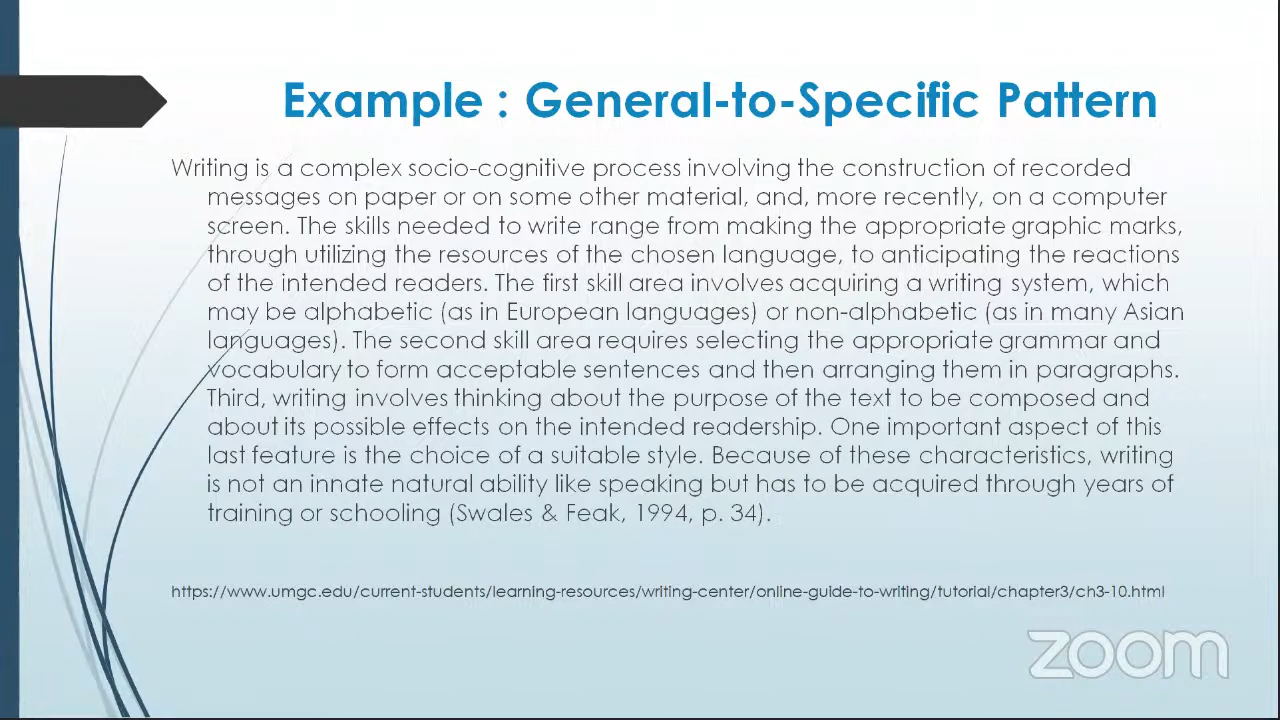 Example : General-to-Specific Pattern
Writing is a complex socio-cognitive process involving the construction of recorded
messages on paper or on some other material, and, more recently, on a computer
screen. The skills needed to write range from making the appropriate graphic marks,
through utilizing the resources of the chosen language, to anticipating the reactions
of the intended readers. The first skill area involves acquiring a writing system, which
may be alphabetic (as in European languages) or non-alphabetic (as in many Asian
languages). The second skill area requires selecting the appropriate grammar and
vocabulary to form acceptable sentences and then arranging them in paragraphs.
Third, writing involves thinking about the purpose of the text to be composed and
about its possible effects on the intended readership. One important aspect of this
last feature is the choice of a suitable style. Because of these characteristics, writing
is not an innate natural ability like speaking but has to be acquired through years of
training or schooling (Swales & Feak, 1994, p. 34).
https://www.umgc.edu/current-students/learning-resources/writing-center/online-guide-to-writing/tutorial/chapter3/ch3-10.html
zoom